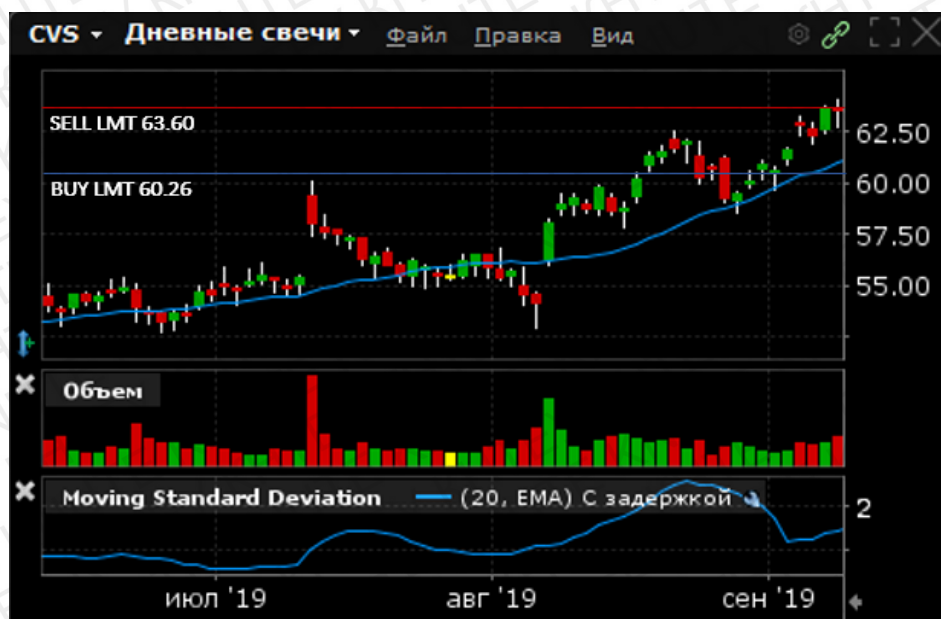 CVS Дневные свечи Файл Правка Вид
SELL LMT 63.60
62.50
BUY LMT 60.26
60.00
57.50
55.00
Объем
Moving Standard Deviation (20, EMA) С задержкой
2
июл '19 авг '19 сен '19